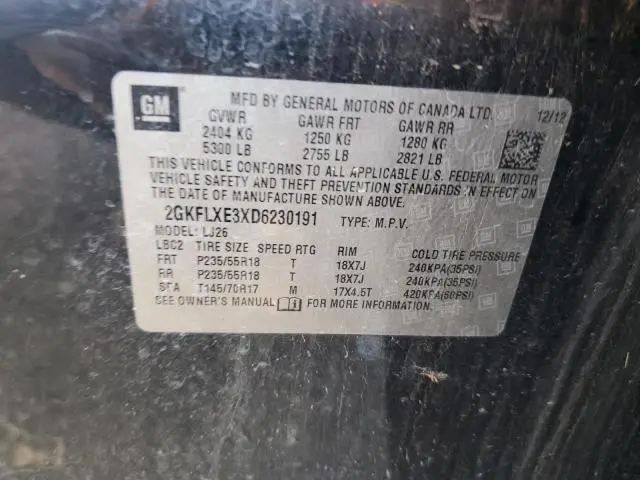 GM
MFD BY GENERAL MOTORS OF CANADA LTD. 12/12
GVWR GAWR FRT GAWR RR
2404 KG 1250 KG 1280 KG
5300 LB 2755 LB 2821 LB
THIS VEHICLE CONFORMS TO ALL APPLICABLE U.S. FEDERAL MOTOR
VEHICLE SAFETY AND THEFT PREVENTION STANDARDS IN EFFECT ON
THE DATE OF MANUFACTURE SHOWN ABOVE.
2GKFLXE3XD6230191 TYPE: M.P.V.
MODEL: LJ26
LBC2 TIRE SIZE SPEED RTG RIM COLD TIRE PRESSURE
FRT P235/55R18 T 18X7J 240KPA(35PSI)
RR P235/55R18 T 18X7J 240KPA(35PSI)
SPA T145/70R17 M 17X4.5T 420KPA(60PSI)
SEE OWNER'S MANUAL FOR MORE INFORMATION.